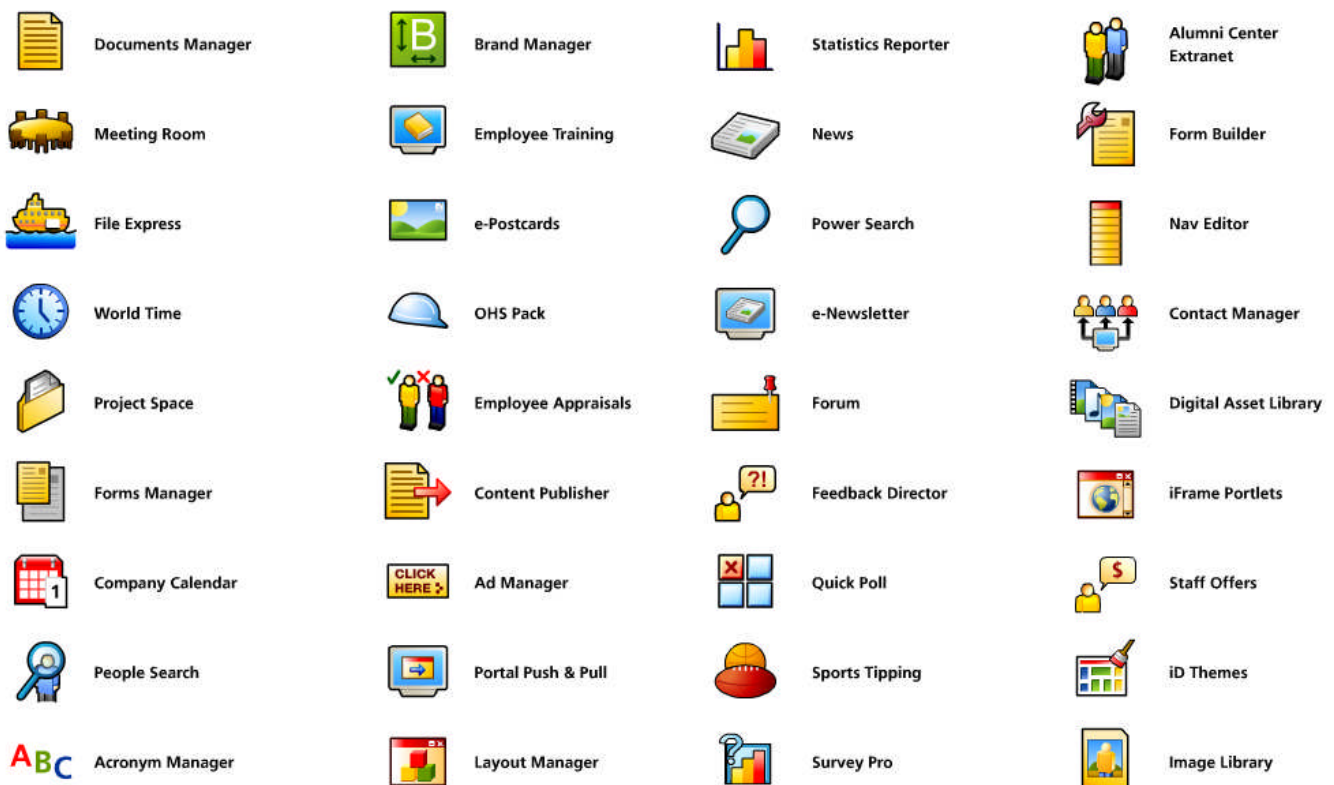 Documents Manager
B
Brand Manager
Statistics Reporter
Alumni Center
Extranet
Meeting Room
Employee Training
News
Form Builder
File Express
e-Postcards
Power Search
Nav Editor
World Time
OHS Pack
e-Newsletter
Contact Manager
Project Space
Employee Appraisals
Forum
Digital Asset Library
Forms Manager
Content Publisher
?!
Feedback Director
iFrame Portlets
1
Company Calendar
CLICK
HERE
Ad Manager
Quick Poll
$
Staff Offers
People Search
Portal Push & Pull
Sports Tipping
iD Themes
ABC
Acronym Manager
Layout Manager
?
Survey Pro
Image Library